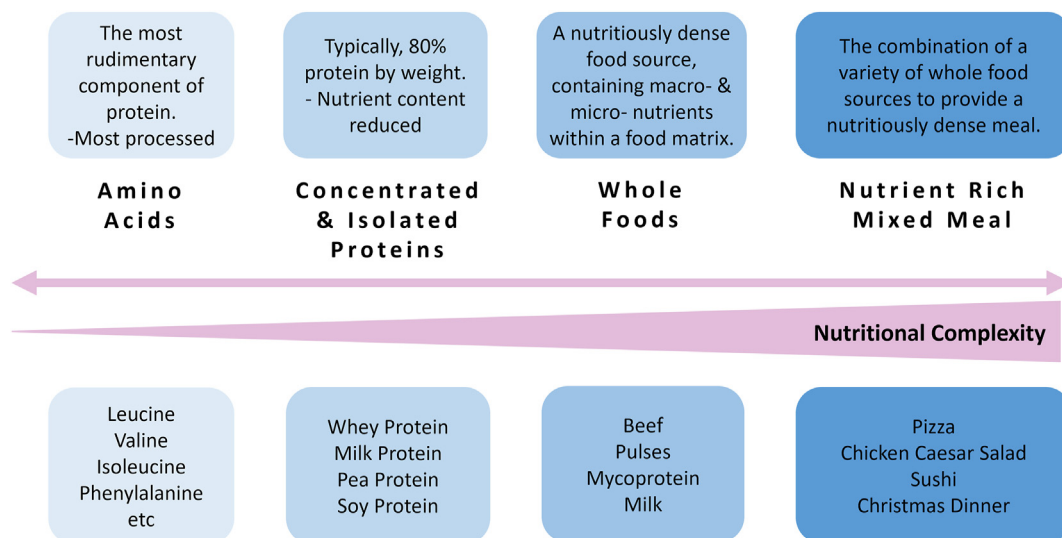 The most
rudimentary
component of
protein.
-Most processed
Typically, 80%
protein by weight.
- Nutrient content
reduced
A nutritiously dense
food source,
containing macro- &
micro- nutrients
within a food matrix.
The combination of a
variety of whole food
sources to provide a
nutritiously dense meal.
Amino
Acids
Concentrated
& Isolated
Proteins
Whole
Foods
Nutrient Rich
Mixed Meal
Nutritional Complexity
Leucine
Valine
Isoleucine
Phenylalanine
etc
Whey Protein
Milk Protein
Pea Protein
Soy Protein
Beef
Pulses
Mycoprotein
Milk
Pizza
Chicken Caesar Salad
Sushi
Christmas Dinner